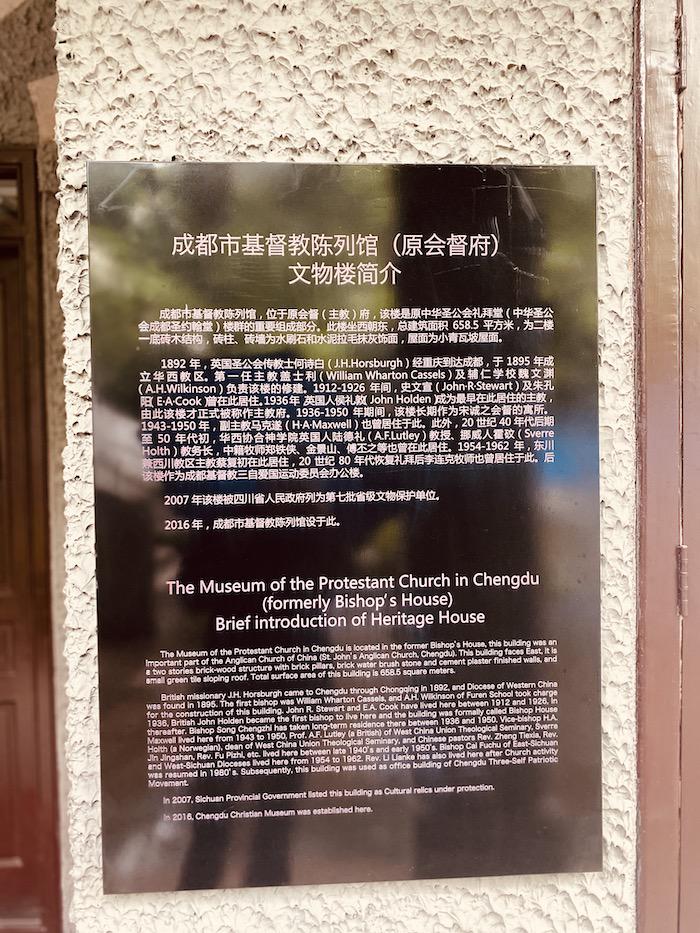 成都市基督教陈列馆（原会督府）
文物楼简介
成都市基督教陈列馆，位于原会督（主教）府，该楼是原中华圣公会礼拜堂（中华圣公
会成都圣约翰堂）楼群的重要组成部分。此楼坐西朝东，总建筑面积 658.5 平方米，为二楼
一底砖木结构，砖柱、砖墙为水刷石和水泥拉毛抹灰饰面，屋面为小青瓦坡屋面。
1892 年，英国圣公会传教士何诗白（J.H.Horsburgh）经重庆到达成都，于 1895 年成
立华西教区。第一任主教盖士利（William Wharton Cassels）及辅仁学校魏文渊
（A.H.Wilkinson）负责该楼的修建。1912-1926 年间，史文宣（John·R·Stewart）及朱孔
阳（E·A·Cook）曾在此居住。1936年 英国人侯礼敦（John Holden）成为最早在此居住的主教，
由此该楼才正式被称作主教府。1936-1950 年期间，该楼长期作为宋诚之会督的寓所。
1943-1950 年，副主教马克遂（H·A·Maxwell）也曾居住于此。此外，20 世纪 40 年代后期
至 50 年代初，华西协合神学院英国人陆德礼（A.F.Lutley）教授、挪威人霍砇（Sverre
Holth）教务长，中籍牧师郑铁侠、金景山、傅丕之等也曾在此居住。1954-1962 年，东川
兼西川教区主教蔡复初在此居住，20 世纪 80 年代恢复礼拜后李连克牧师也曾居住于此。后
该楼作为成都基督教三自爱国运动委员会办公楼。
2007 年该楼被四川省人民政府列为第七批省级文物保护单位。
2016 年，成都市基督教陈列馆设于此。
The Museum of the Protestant Church in Chengdu
(formerly Bishop's House)
Brief introduction of Heritage House
The Museum of the Protestant Church in Chengdu is located in the former Bishop's House, this building was an
important part of the Anglican Church of China (St. John's Anglican Church, Chengdu). This building faces East, it is
a two stories brick-wood structure with brick pillars, brick water brush stone and cement plaster finished walls, and
small green tile sloping roof. Total surface area of this building is 658.5 square meters.
British missionary J.H. Horsburgh came to Chengdu through Chongqing in 1892, and Diocese of Western China
was found in 1895. The first bishop was William Wharton Cassels, and A.H. Wilkinson of Furen School took charge
for the construction of this building. John R. Stewart and E.A. Cook have lived here between 1912 and 1926. In
1936, British John Holden became the first bishop to live here and the building was formally called Bishop House
thereafter. Bishop Song Chengzhi has taken long-term residence there between 1936 and 1950. Vice-bishop H.A.
Maxwell lived here from 1943 to 1950. Prof. A.F. Lutley (a British) of West China Union Theological Seminary, Sverre
Holth (a Norwegian), dean of West China Union Theological Seminary, and Chinese pastors Rev. Zheng Tiexia, Rev.
Jin Jingshan, Rev. Fu Pizhi, etc. lived here between late 1940's and early 1950's. Bishop Cai Fuchu of East-Sichuan
and West-Sichuan Dioceses lived here from 1954 to 1962. Rev. Li Lianke has also lived here after Church activity
was resumed in 1980's. Subsequently, this building was used as office building of Chengdu Three-Self Patriotic
Movement.
In 2007, Sichuan Provincial Government listed this building as Cultural relics under protection.
In 2016, Chengdu Christian Museum was established here.